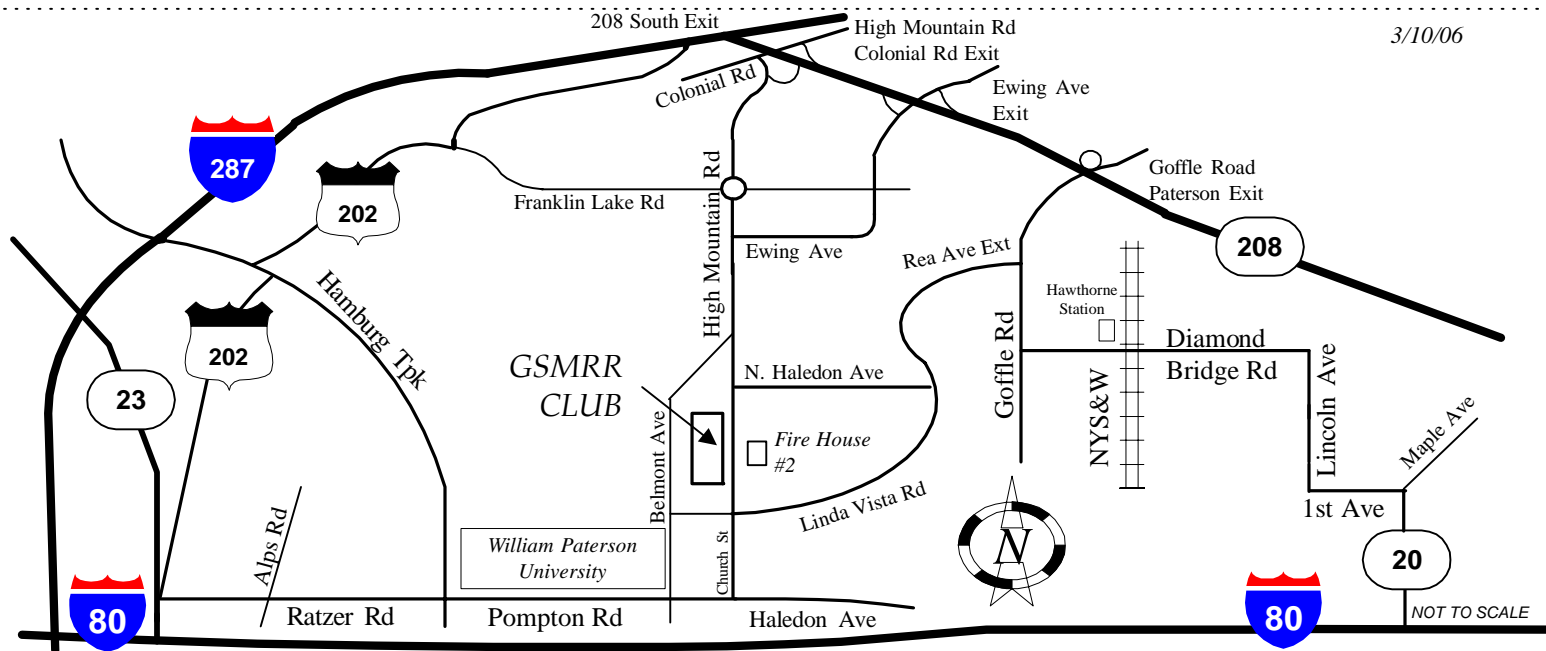 208 South Exit
High Mountain Rd
Colonial Rd Exit
3/10/06
Colonial Rd
Ewing Ave
Exit
287
202
Franklin Lake Rd
High Mountain Rd
Goffle Road
Paterson Exit
208
Ewing Ave
Rea Ave Ext
Hamburg Tpk
Hawthorne
Station
202
23
GSMRR
CLUB
N. Haledon Ave
Goffle Rd
Diamond
Bridge Rd
NYS&W
Lincoln Ave
Maple Ave
Belmont Ave
Fire House
#2
Linda Vista Rd
1st Ave
Alps Rd
William Paterson
University
Church St
N
20
80
Ratzer Rd
Pompton Rd
Haledon Ave
80
NOT TO SCALE